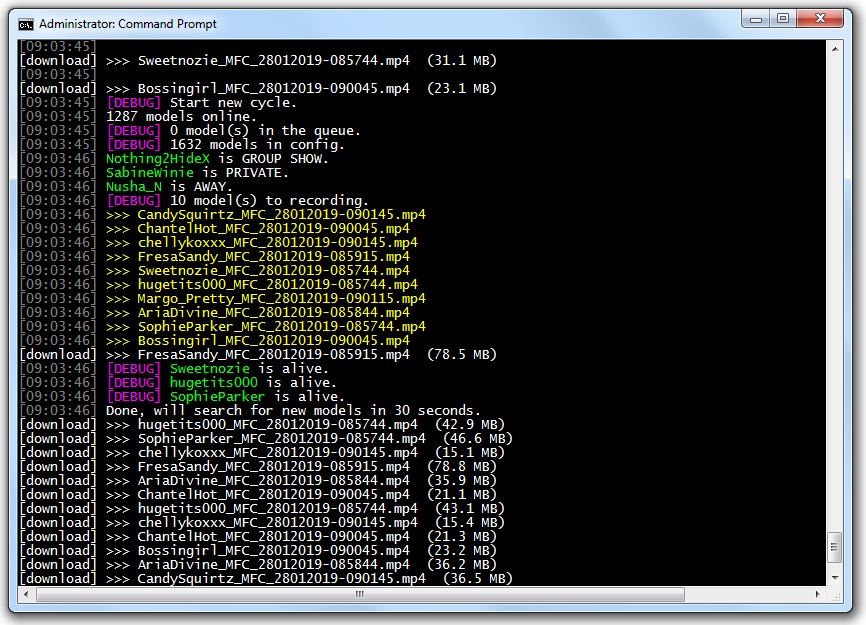 Administrator: Command Prompt
[09:03:45]
[download] >>> Sweetnozie_MFC_28012019-085744.mp4 (31.1 MB)
[09:03:45]
[download] >>> Bossingirl_MFC_28012019-090045.mp4 (23.1 MB)
[09:03:45] [DEBUG] Start new cycle.
[09:03:45] 1287 models online.
[09:03:45] [DEBUG] 0 model(s) in the queue.
[09:03:45] [DEBUG] 1632 models in config.
[09:03:46] Nothing2HideX is GROUP SHOW.
[09:03:46] SabineWinie is PRIVATE.
[09:03:46] Nusha_N is AWAY.
[09:03:46] [DEBUG] 10 model(s) to recording.
[09:03:46] >>> CandySquirtz_MFC_28012019-090145.mp4
[09:03:46] >>> ChantelHot_MFC_28012019-090045.mp4
[09:03:46] >>> chellykoxxx_MFC_28012019-090145.mp4
[09:03:46] >>> FresaSandy_MFC_28012019-085915.mp4
[09:03:46] >>> Sweetnozie_MFC_28012019-085744.mp4
[09:03:46] >>> hugetits000_MFC_28012019-085744.mp4
[09:03:46] >>> Margo_Pretty_MFC_28012019-090115.mp4
[09:03:46] >>> AriaDivine_MFC_28012019-085844.mp4
[09:03:46] >>> SophieParker_MFC_28012019-085744.mp4
[09:03:46] >>> Bossingirl_MFC_28012019-090045.mp4
[download] >>> FresaSandy_MFC_28012019-085915.mp4 (78.5 MB)
[09:03:46] [DEBUG] Sweetnozie is alive.
[09:03:46] [DEBUG] hugetits000 is alive.
[09:03:46] [DEBUG] SophieParker is alive.
[09:03:46] Done, will search for new models in 30 seconds.
[download] >>> hugetits000_MFC_28012019-085744.mp4 (42.9 MB)
[download] >>> SophieParker_MFC_28012019-085744.mp4 (46.6 MB)
[download] >>> chellykoxxx_MFC_28012019-090145.mp4 (15.1 MB)
[download] >>> FresaSandy_MFC_28012019-085915.mp4 (78.8 MB)
[download] >>> AriaDivine_MFC_28012019-085844.mp4 (35.9 MB)
[download] >>> ChantelHot_MFC_28012019-090045.mp4 (21.1 MB)
[download] >>> hugetits000_MFC_28012019-085744.mp4 (43.1 MB)
[download] >>> chellykoxxx_MFC_28012019-090145.mp4 (15.4 MB)
[download] >>> ChantelHot_MFC_28012019-090045.mp4 (21.3 MB)
[download] >>> Bossingirl_MFC_28012019-090045.mp4 (23.2 MB)
[download] >>> AriaDivine_MFC_28012019-085844.mp4 (36.2 MB)
[download] >>> CandySquirtz_MFC_28012019-090145.mp4 (36.5 MB)